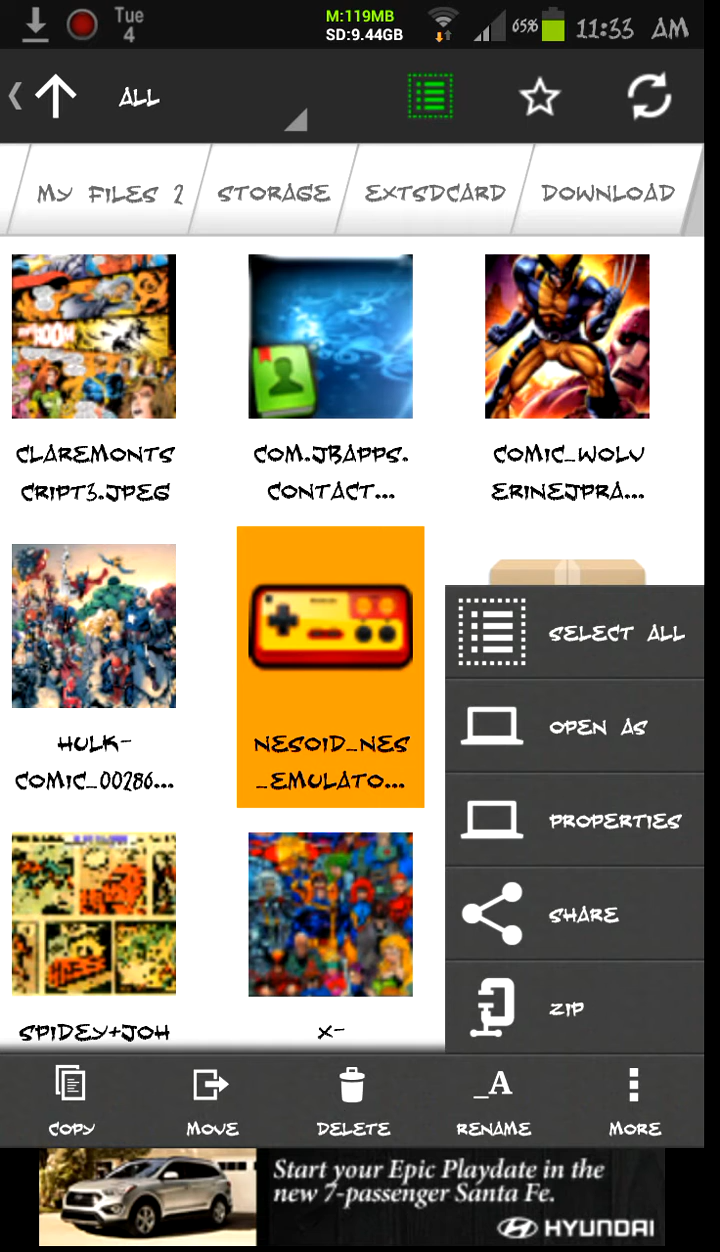 Tue
4
M:119MB
SD:9.44GB
65%
11:33 AM
ALL
MY FILES 2
STORAGE
EXTSDCARD
DOWNLOAD
CLAREMONTS
CRIPT3.JPEG
COM.JBAPPS.
CONTACT...
COMIC_WOLV
ERINEJPRA...
HULK-
COMIC_00286...
NESOID_NES
_EMULATO...
SPIDEY+JOH
X-
SELECT ALL
OPEN AS
PROPERTIES
SHARE
ZIP
COPY
MOVE
DELETE
_A
RENAME
MORE
Start your Epic Playdate in the
new 7-passenger Santa Fe.
HYUNDAI